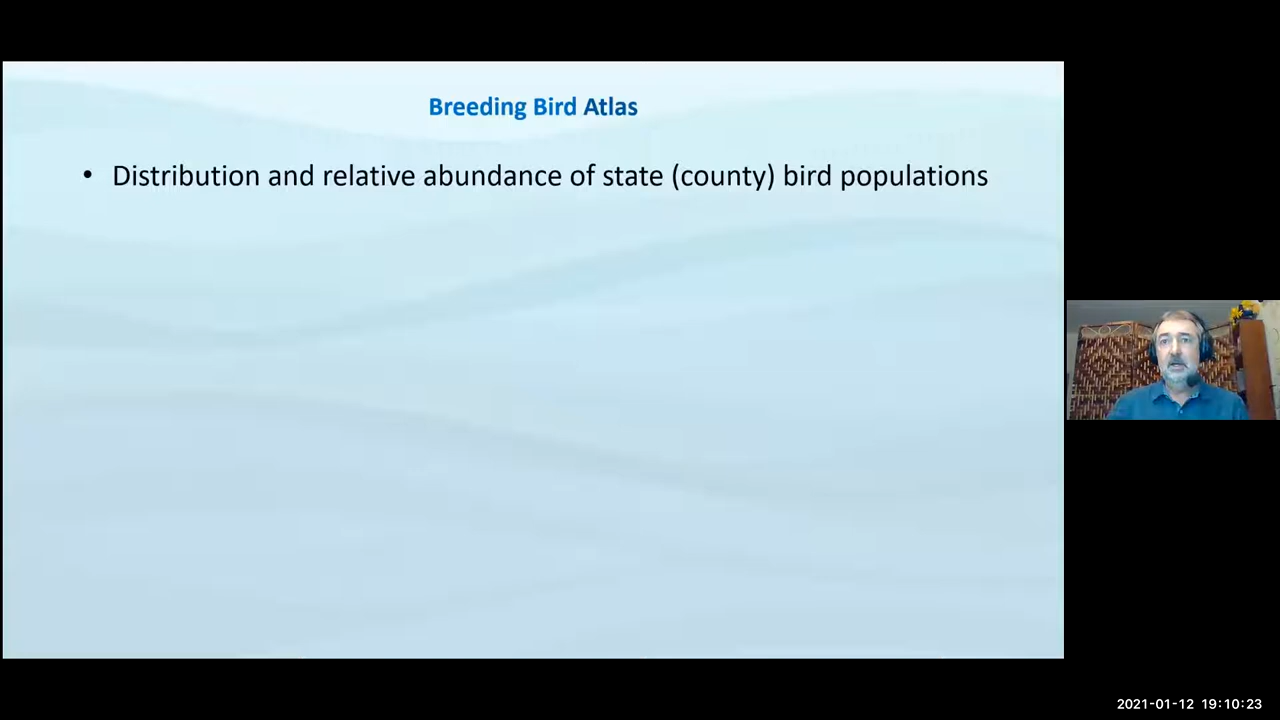 Breeding Bird Atlas
• Distribution and relative abundance of state (county) bird populations
2021-01-12 19:10:23